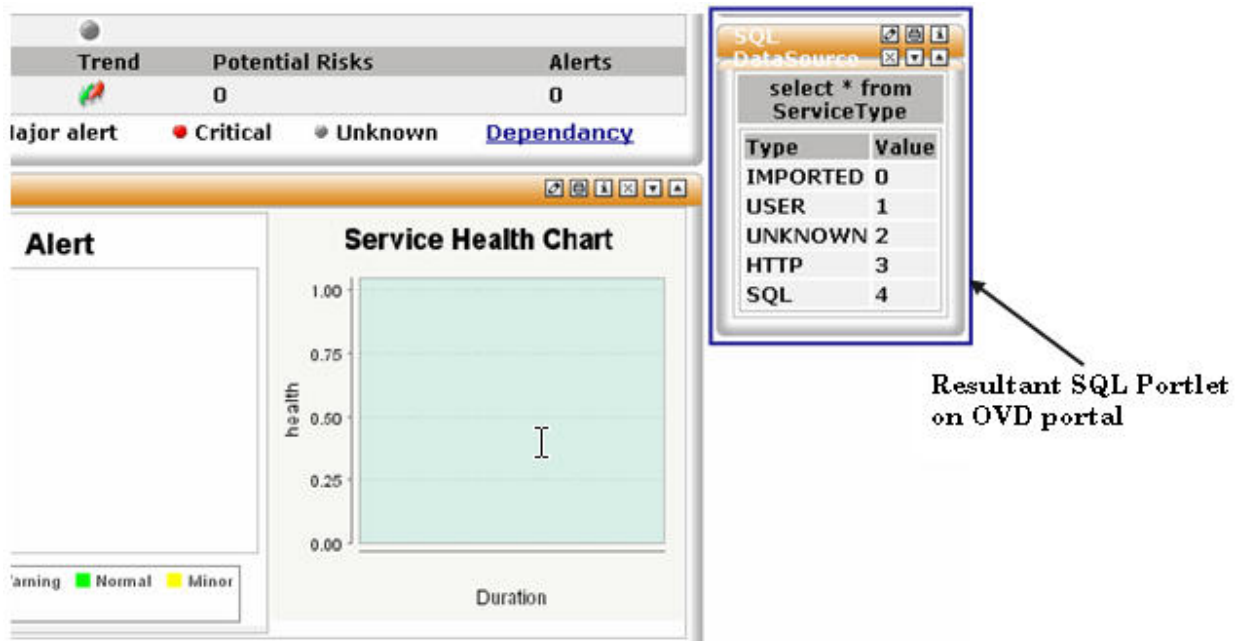 Trend Potential Risks Alerts
0 0
Major alert Critical Unknown Dependancy
Alert
Service Health Chart
1.00
0.75
0.50
0.25
0.00
health
Duration
Normal Minor
SQL
DataSource
select * from
ServiceType
Type Value
IMPORTED 0
USER 1
UNKNOWN 2
HTTP 3
SQL 4
Resultant SQL Portlet
on OVD portal